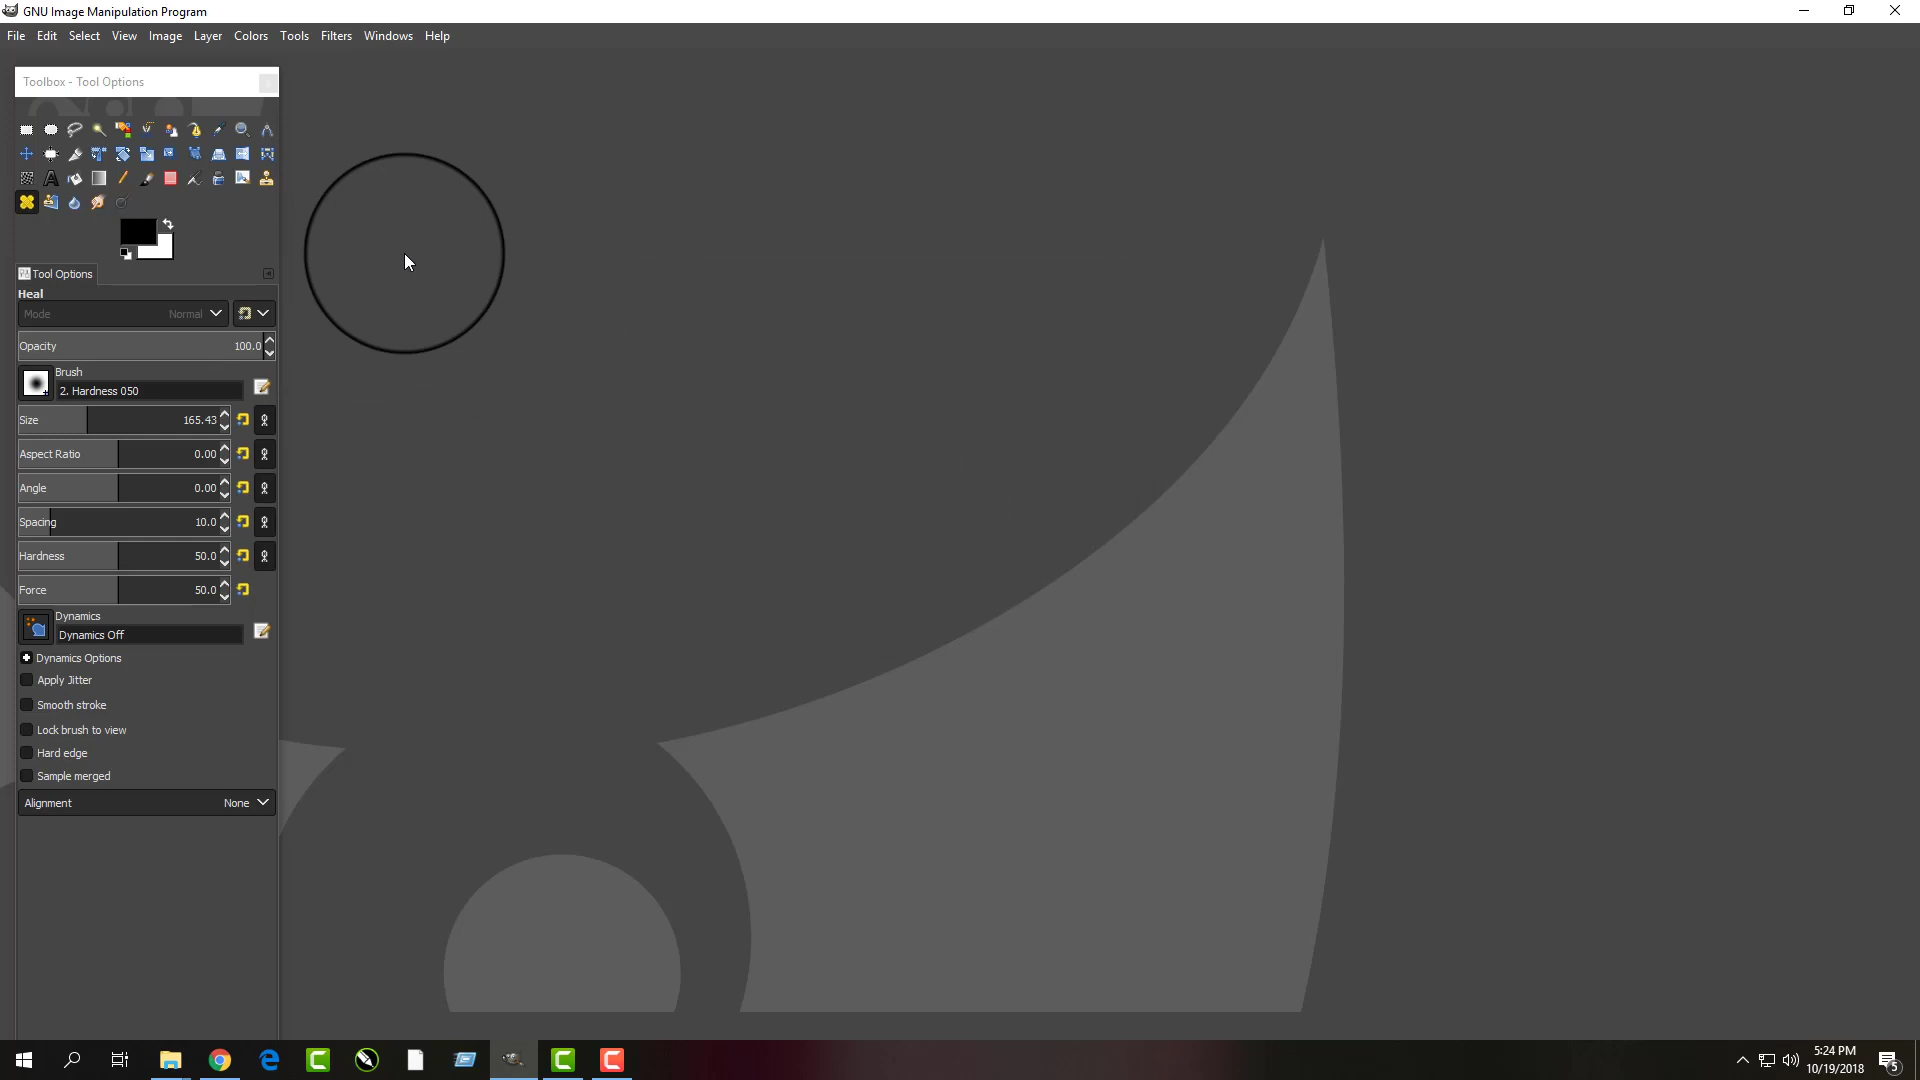 GNU Image Manipulation Program
File Edit Select View Image Layer Colors Tools Filters Windows Help
Toolbox - Tool Options
Tool Options
Heal
Mode Normal
Opacity 100.0
Brush
2. Hardness 050
Size 165.43
Aspect Ratio 0.00
Angle 0.00
Spacing 10.0
Hardness 50.0
Force 50.0
Dynamics
Dynamics Off
Dynamics Options
Apply Jitter
Smooth stroke
Lock brush to view
Hard edge
Sample merged
Alignment None
5:24 PM
10/19/2018
5